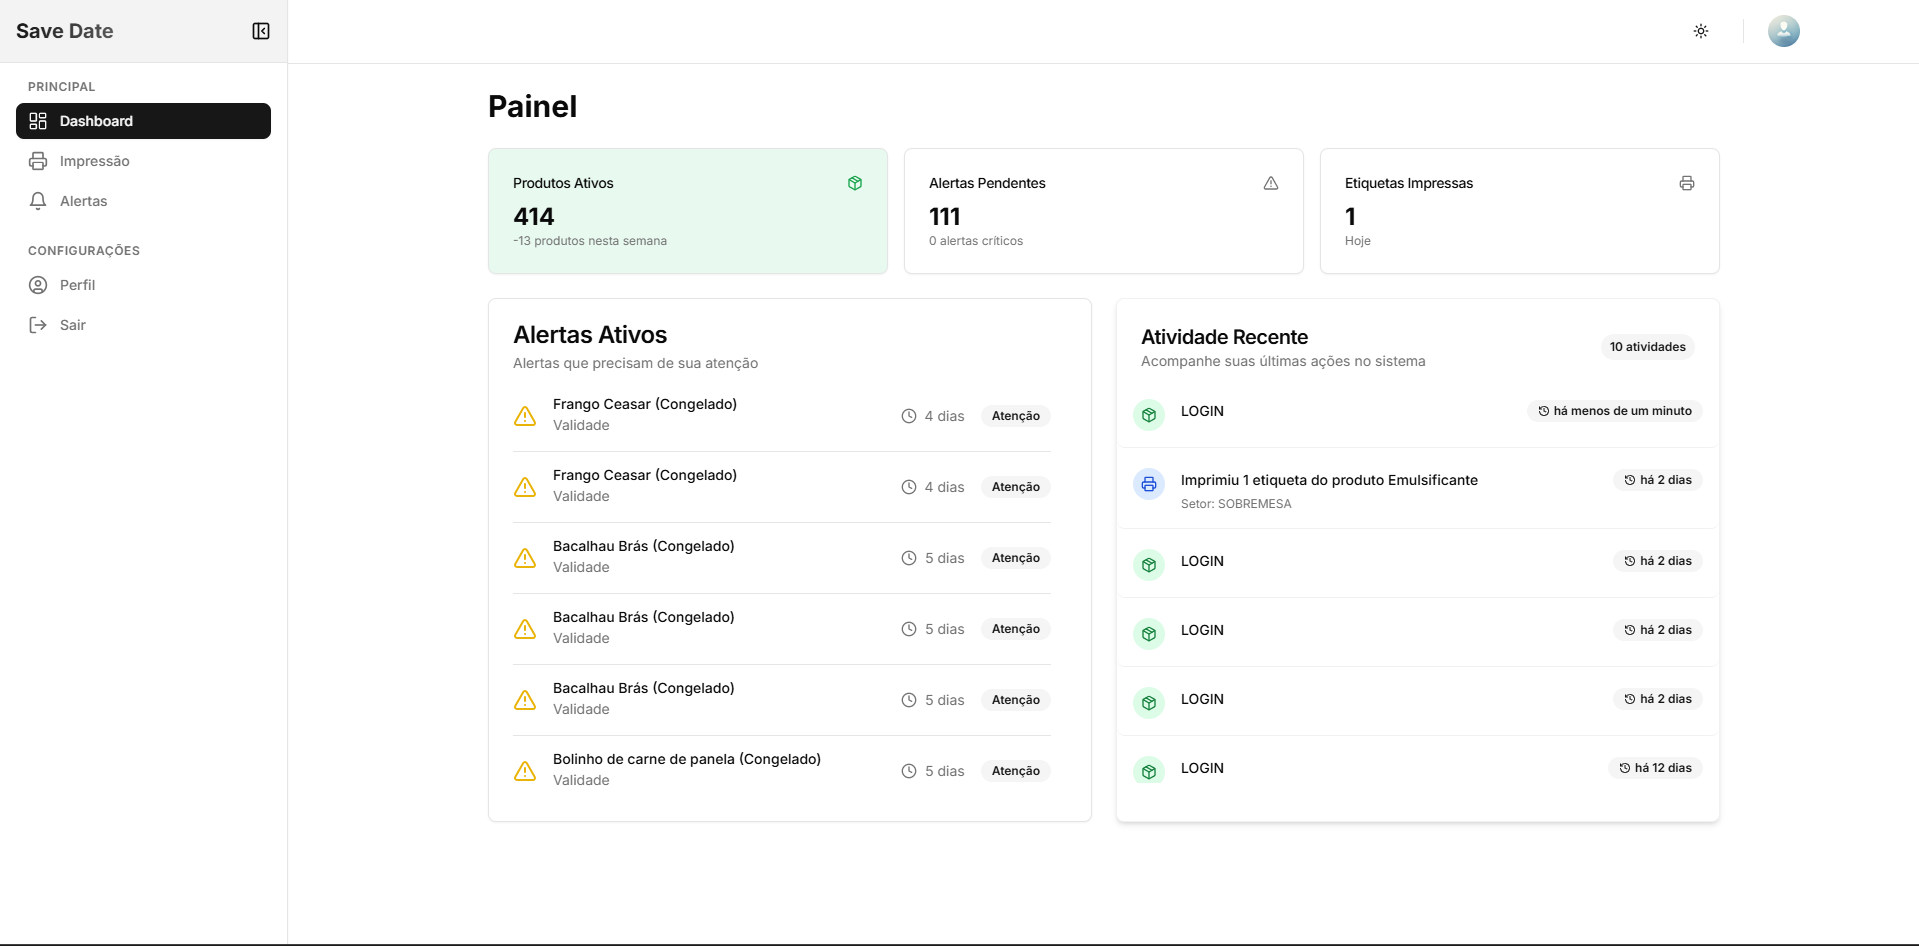 Save Date
PRINCIPAL
Dashboard
Impressão
Alertas
CONFIGURAÇÕES
Perfil
Sair
Painel
Produtos Ativos
414
-13 produtos nesta semana
Alertas Pendentes
111
0 alertas críticos
Etiquetas Impressas
1
Hoje
Alertas Ativos
Alertas que precisam de sua atenção
Frango Ceasar (Congelado)
Validade
4 dias
Atenção
Frango Ceasar (Congelado)
Validade
4 dias
Atenção
Bacalhau Brás (Congelado)
Validade
5 dias
Atenção
Bacalhau Brás (Congelado)
Validade
5 dias
Atenção
Bacalhau Brás (Congelado)
Validade
5 dias
Atenção
Bolinho de carne de panela (Congelado)
Validade
5 dias
Atenção
Atividade Recente
Acompanhe suas últimas ações no sistema
10 atividades
LOGIN
há menos de um minuto
Imprimiu 1 etiqueta do produto Emulsificante
Setor: SOBREMESA
há 2 dias
LOGIN
há 2 dias
LOGIN
há 2 dias
LOGIN
há 2 dias
LOGIN
há 12 dias